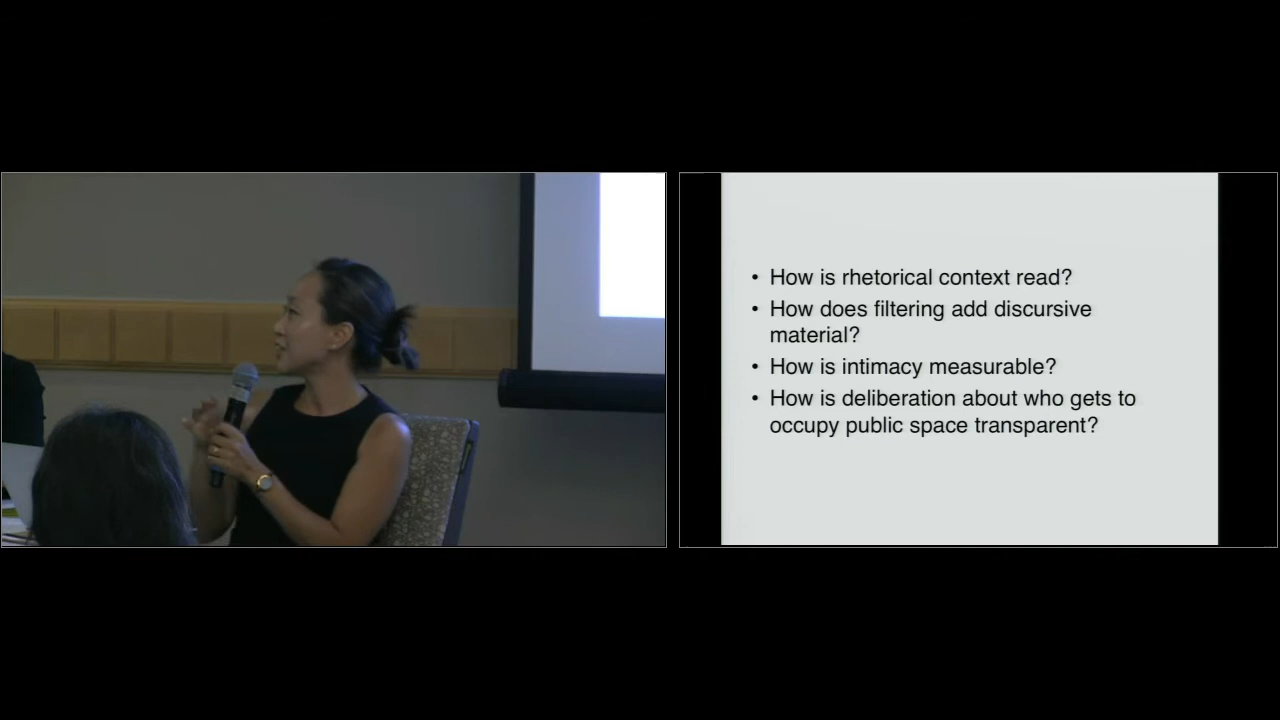 • How is rhetorical context read?
• How does filtering add discursive
material?
• How is intimacy measurable?
• How is deliberation about who gets to
occupy public space transparent?